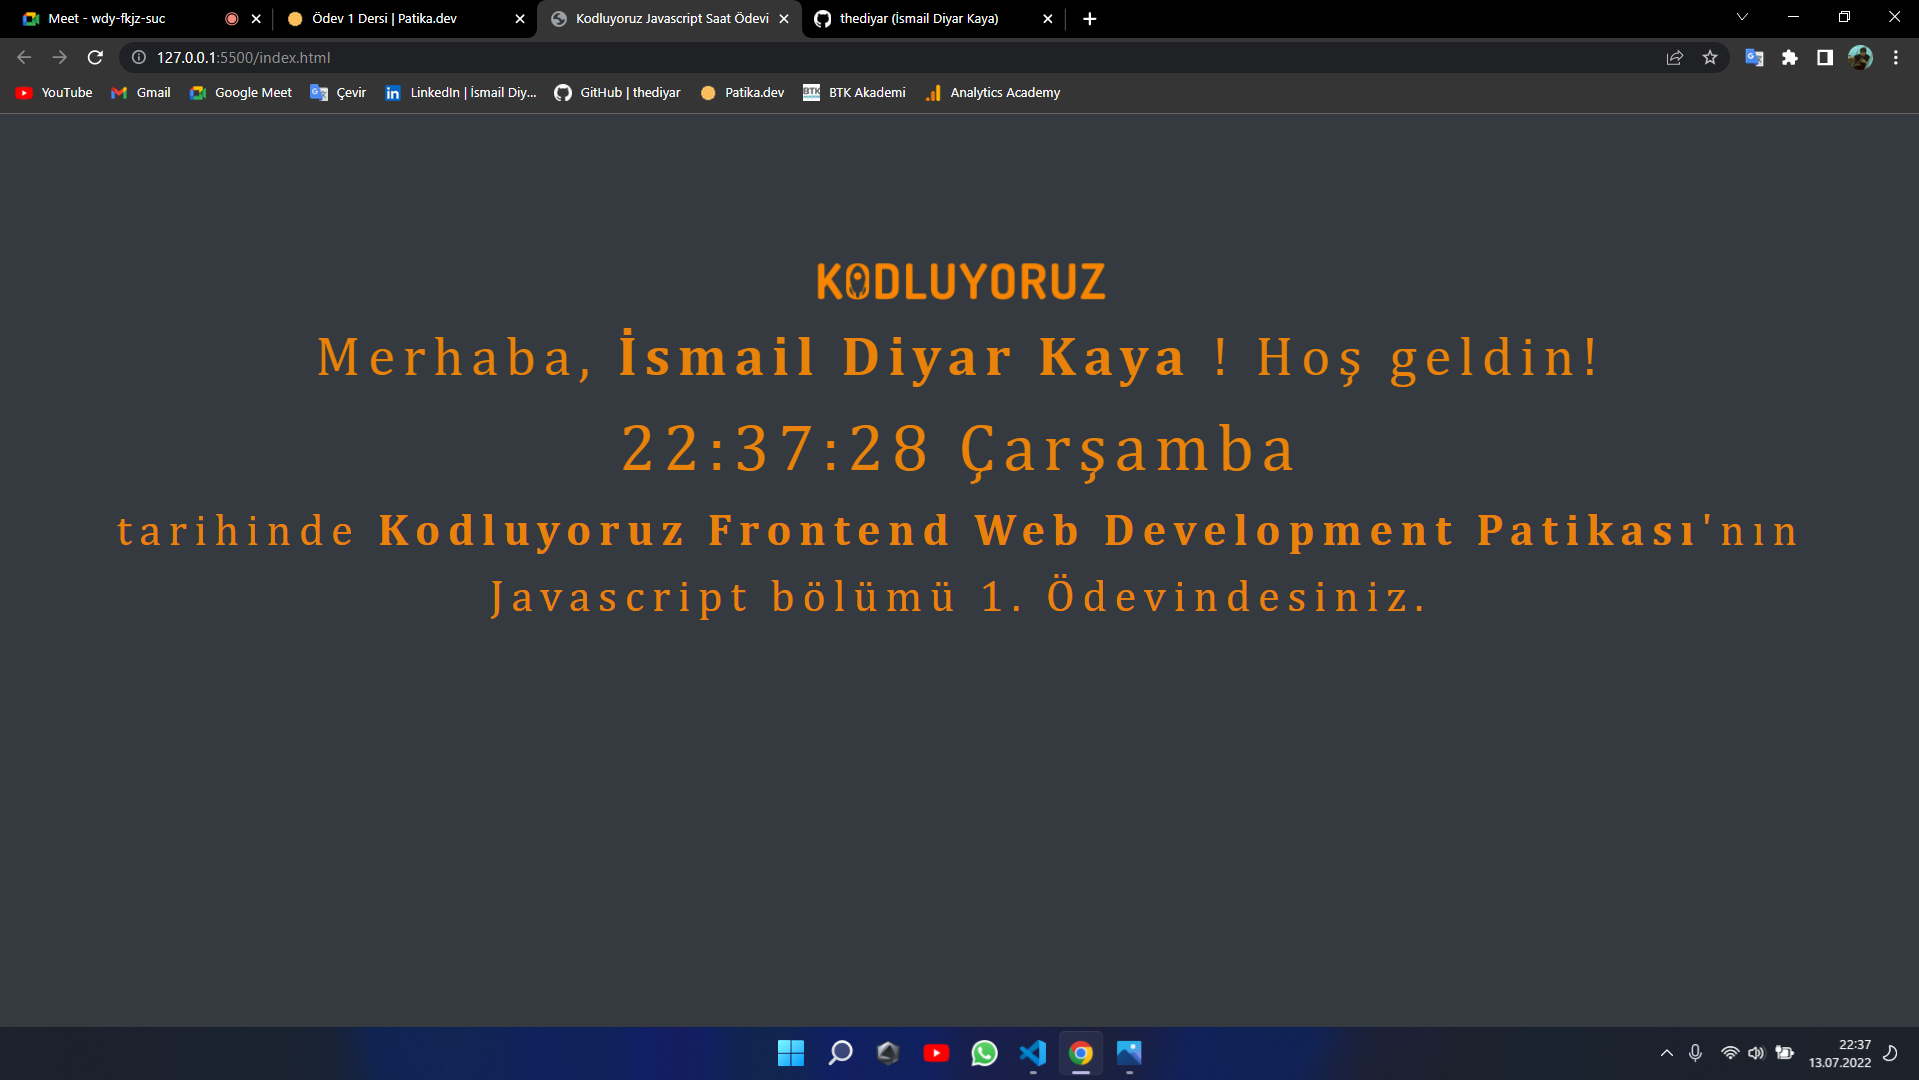 Meet - wdy-fkjz-suc
Ödev 1 Dersi | Patika.dev
Kodluyoruz Javascript Saat Ödevi
thediyar (İsmail Diyar Kaya)
127.0.0.1:5500/index.html
YouTube
Gmail
Google Meet
Çevir
LinkedIn | İsmail Diy...
GitHub | thediyar
Patika.dev
BTK
BTK Akademi
Analytics Academy
KODLUYORUZ
Merhaba, İsmail Diyar Kaya ! Hoş geldin!
22:37:28 Çarşamba
tarihinde Kodluyoruz Frontend Web Development Patikası'nın
Javascript bölümü 1. Ödevindesiniz.
22:37
13.07.2022